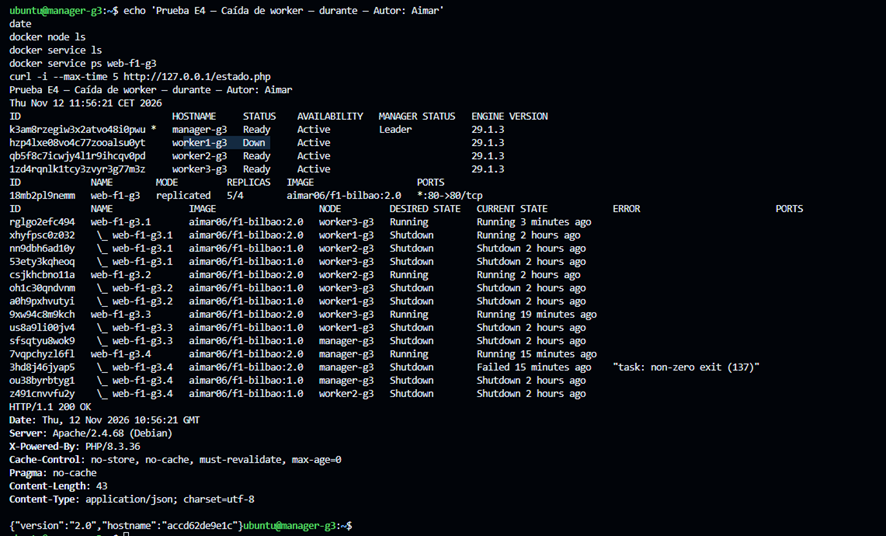 ubuntu@manager-g3:~$ echo 'Prueba E4 — Caída de worker — durante — Autor: Aimar'
date
docker node ls
docker service ls
docker service ps web-f1-g3
curl -i --max-time 5 http://127.0.0.1/estado.php
Prueba E4 — Caída de worker — durante — Autor: Aimar
Thu Nov 12 11:56:21 CET 2026
ID HOSTNAME STATUS AVAILABILITY MANAGER STATUS ENGINE VERSION
k3am8rzegiw3x2atvo48i0pwu * manager-g3 Ready Active Leader 29.1.3
hzp4lxe08vo4c77zooalsu0yt worker1-g3 Down Active 29.1.3
qb5f8c7icwjy4l1r9ihcqv0pd worker2-g3 Ready Active 29.1.3
1zd4rqnlk1tcy3zvyr3g77m3z worker3-g3 Ready Active 29.1.3
ID NAME MODE REPLICAS IMAGE PORTS
18mb2pl9nemm web-f1-g3 replicated 5/4 aimar06/f1-bilbao:2.0 *:80->80/tcp
ID NAME IMAGE NODE DESIRED STATE CURRENT STATE ERROR PORTS
rglgo2efc494 web-f1-g3.1 aimar06/f1-bilbao:2.0 worker3-g3 Running Running 3 minutes ago
xhyfpsc0z032 \_ web-f1-g3.1 aimar06/f1-bilbao:2.0 worker1-g3 Shutdown Running 2 hours ago
nn9dbh6ad10y \_ web-f1-g3.1 aimar06/f1-bilbao:1.0 worker2-g3 Shutdown Shutdown 2 hours ago
53ety3kqheoq \_ web-f1-g3.1 aimar06/f1-bilbao:2.0 worker3-g3 Shutdown Shutdown 2 hours ago
csjkhcbno11a web-f1-g3.2 aimar06/f1-bilbao:2.0 worker2-g3 Running Running 2 hours ago
oh1c30qndvnm \_ web-f1-g3.2 aimar06/f1-bilbao:1.0 worker3-g3 Shutdown Shutdown 2 hours ago
a0h9pxhvutyi \_ web-f1-g3.2 aimar06/f1-bilbao:2.0 worker1-g3 Shutdown Shutdown 2 hours ago
9xw94c8m9kch web-f1-g3.3 aimar06/f1-bilbao:2.0 worker3-g3 Running Running 19 minutes ago
us8a9li00jv4 \_ web-f1-g3.3 aimar06/f1-bilbao:1.0 worker1-g3 Shutdown Shutdown 2 hours ago
sfsqtyu8wok9 \_ web-f1-g3.3 aimar06/f1-bilbao:2.0 manager-g3 Shutdown Shutdown 2 hours ago
7vqpchyzl6fl web-f1-g3.4 aimar06/f1-bilbao:2.0 manager-g3 Running Running 15 minutes ago
3hd8j46jyap5 \_ web-f1-g3.4 aimar06/f1-bilbao:2.0 manager-g3 Shutdown Failed 15 minutes ago "task: non-zero exit (137)"
ou38byrbtyg1 \_ web-f1-g3.4 aimar06/f1-bilbao:1.0 manager-g3 Shutdown Shutdown 2 hours ago
z491cnvvfu2y \_ web-f1-g3.4 aimar06/f1-bilbao:2.0 worker2-g3 Shutdown Shutdown 2 hours ago
HTTP/1.1 200 OK
Date: Thu, 12 Nov 2026 10:56:21 GMT
Server: Apache/2.4.68 (Debian)
X-Powered-By: PHP/8.3.36
Cache-Control: no-store, no-cache, must-revalidate, max-age=0
Pragma: no-cache
Content-Length: 43
Content-Type: application/json; charset=utf-8
{"version":"2.0","hostname":"accd62de9e1c"}ubuntu@manager-g3:~$